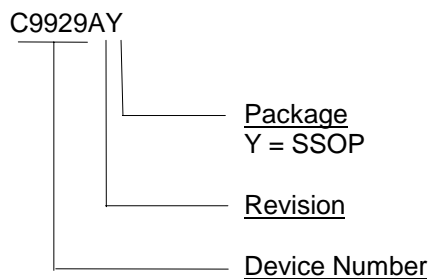 C9929AY
Package
Y = SSOP
Revision
Device Number